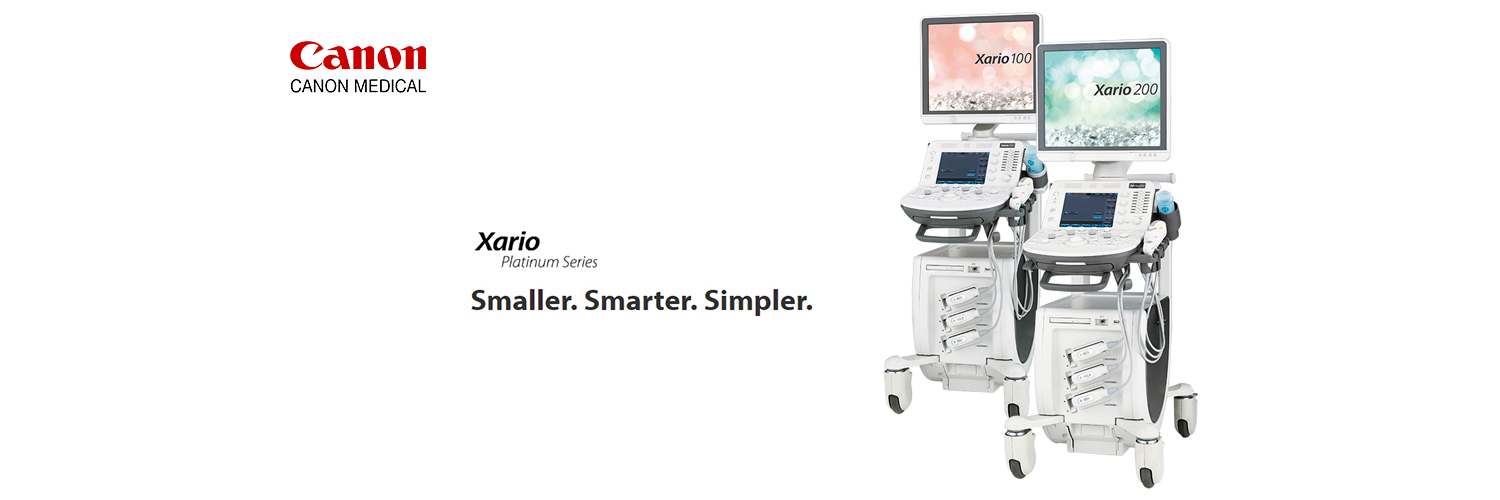 Canon
CANON MEDICAL
Xario 100
Xario 200
Xario
Platinum Series
Smaller. Smarter. Simpler.